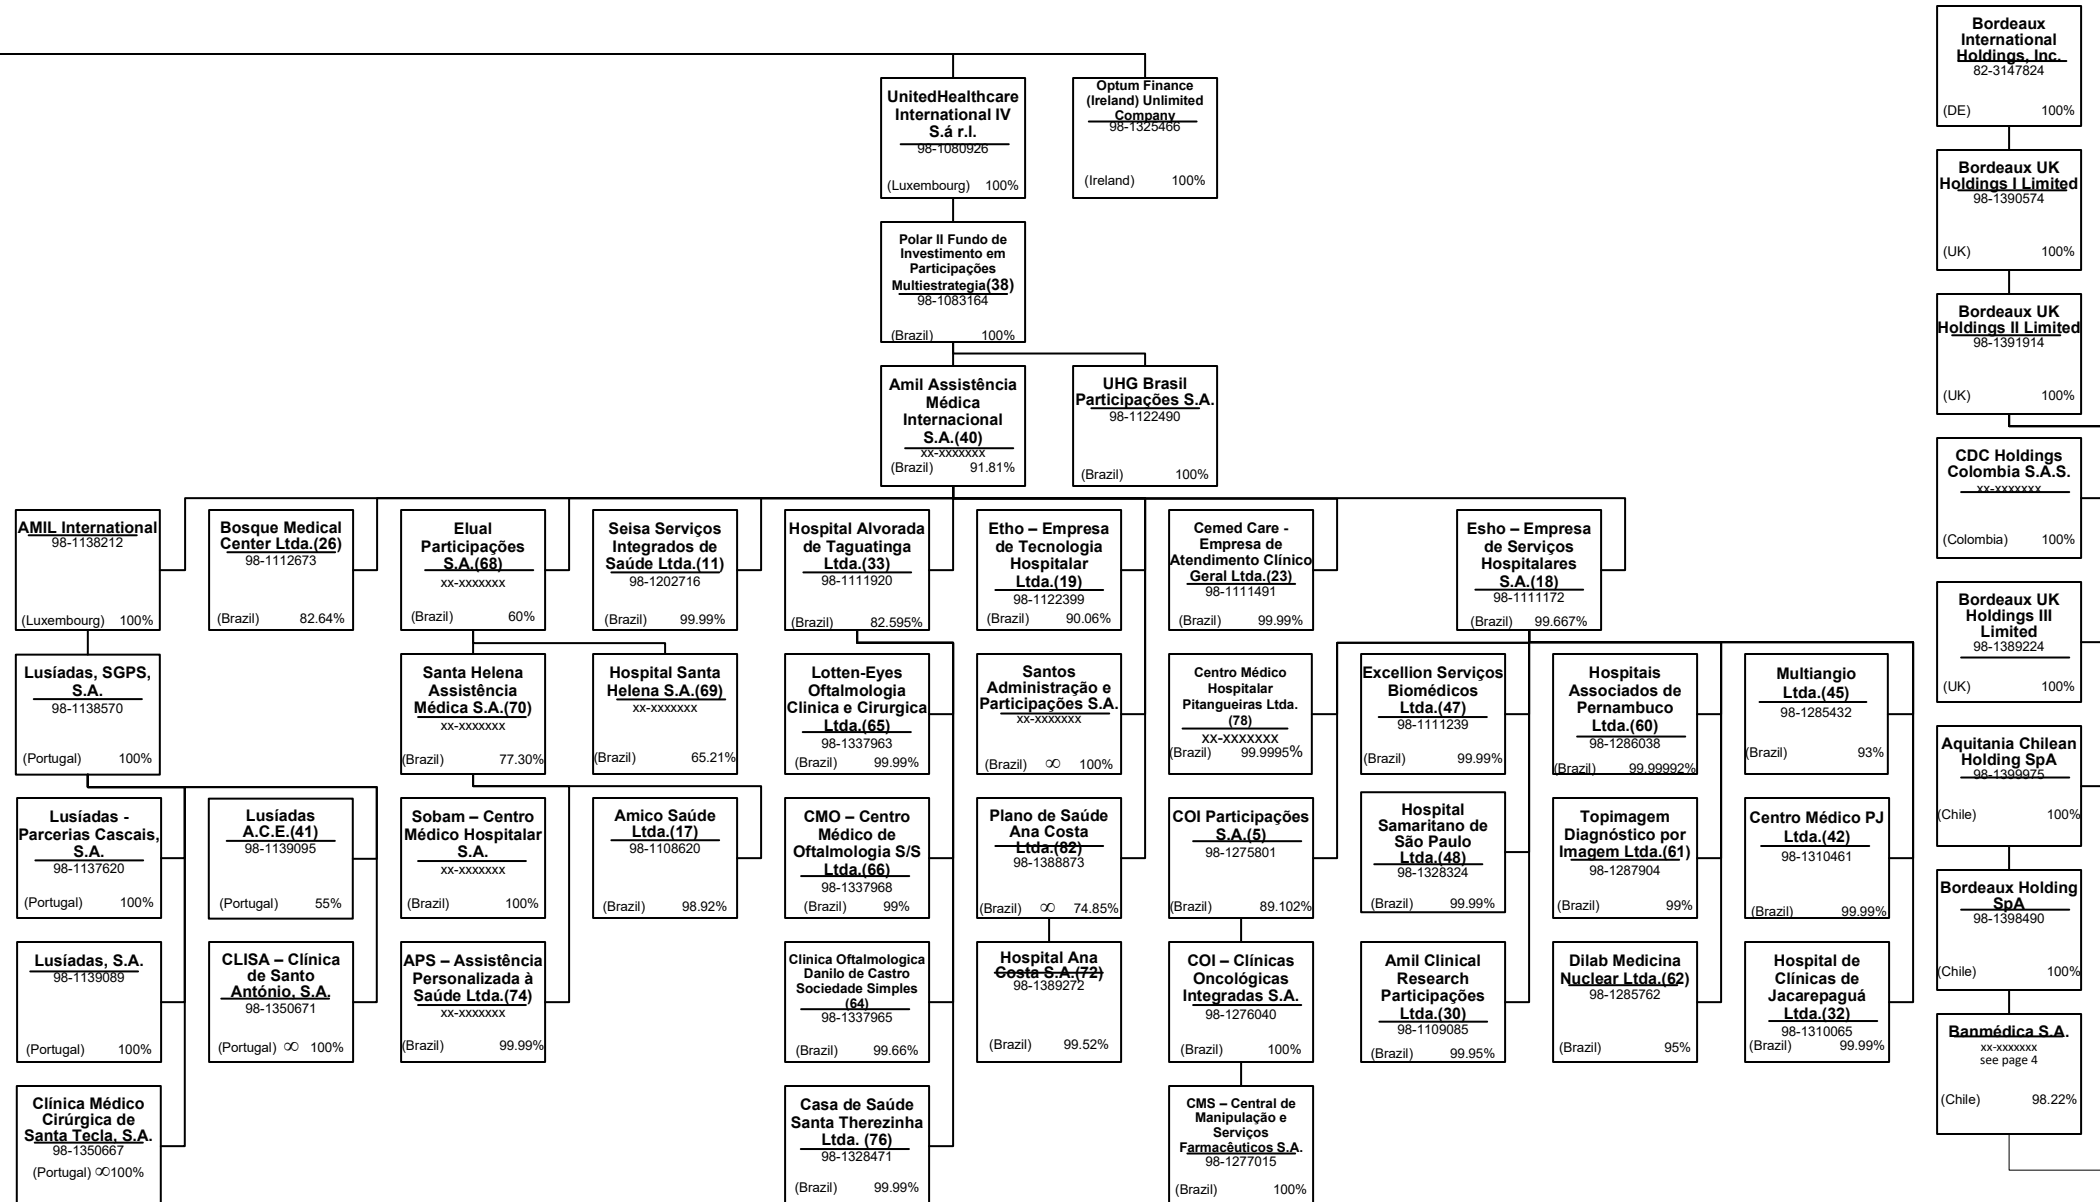 Bordeaux
International
Holdings, Inc.
82-3147824
(DE) 100%
UnitedHealthcare
International IV
S.á r.l.
98-1080926
(Luxembourg) 100%
Optum Finance
(Ireland) Unlimited
Company
98-1325466
(Ireland) 100%
Bordeaux UK
Holdings I Limited
98-1390574
(UK) 100%
Polar II Fundo de
Investimento em
Participações
Multiestrategia(38)
98-1083164
(Brazil) 100%
Bordeaux UK
Holdings II Limited
98-1391914
(UK) 100%
Amil Assistência
Médica
Internacional
S.A.(40)
xx-xxxxxxx
(Brazil) 91.81%
UHG Brasil
Participações S.A.
98-1122490
(Brazil) 100%
CDC Holdings
Colombia S.A.S.
xx-xxxxxxx
(Colombia) 100%
AMIL International
98-1138212
(Luxembourg) 100%
Bosque Medical
Center Ltda.(26)
98-1112673
(Brazil) 82.64%
Elual
Participações
S.A.(68)
xx-xxxxxxx
(Brazil) 60%
Seisa Serviços
Integrados de
Saúde Ltda.(11)
98-1202716
(Brazil) 99.99%
Hospital Alvorada
de Taguatinga
Ltda.(33)
98-1111920
(Brazil) 82.595%
Etho – Empresa
de Tecnologia
Hospitalar
Ltda.(19)
98-1122399
(Brazil) 90.06%
Cemed Care -
Empresa de
Atendimento Clínico
Geral Ltda.(23)
98-1111491
(Brazil) 99.99%
Esho – Empresa
de Serviços
Hospitalares
S.A.(18)
98-1111172
(Brazil) 99.667%
Bordeaux UK
Holdings III
Limited
98-1389224
(UK) 100%
Lusíadas, SGPS,
S.A.
98-1138570
(Portugal) 100%
Santa Helena
Assistência
Médica S.A.(70)
xx-xxxxxxx
(Brazil) 77.30%
Hospital Santa
Helena S.A.(69)
xx-xxxxxxx
(Brazil) 65.21%
Lotten-Eyes
Oftalmologia
Clinica e Cirurgica
Ltda.(65)
98-1337963
(Brazil) 99.99%
Santos
Administração e
Participações S.A.
xx-xxxxxxx
(Brazil) ∞ 100%
Centro Médico
Hospitalar
Pitangueiras Ltda.
(78)
xx-xxxxxxx
(Brazil) 99.9995%
Excellion Serviços
Biomédicos
Ltda.(47)
98-1111239
(Brazil) 99.99%
Hospitais
Associados de
Pernambuco
Ltda.(60)
98-1286038
(Brazil) 99.99992%
Multiangio
Ltda.(45)
98-1285432
(Brazil) 93%
Aquitania Chilean
Holding SpA
98-1399975
(Chile) 100%
Lusíadas -
Parcerias Cascais,
S.A.
98-1137620
(Portugal) 100%
Lusíadas
A.C.E.(41)
98-1139095
(Portugal) 55%
Sobam – Centro
Médico Hospitalar
S.A.
xx-xxxxxxx
(Brazil) 100%
Amico Saúde
Ltda.(17)
98-1108620
(Brazil) 98.92%
CMO – Centro
Médico de
Oftalmologia S/S
Ltda.(66)
98-1337968
(Brazil) 99%
Plano de Saúde
Ana Costa
Ltda.(82)
98-1388873
(Brazil) ∞ 74.85%
COI Participações
S.A.(5)
98-1275801
(Brazil) 89.102%
Hospital
Samaritano de
São Paulo
Ltda.(48)
98-1328324
(Brazil) 99.99%
Topimagem
Diagnóstico por
Imagem Ltda.(61)
98-1287904
(Brazil) 99%
Centro Médico PJ
Ltda.(42)
98-1310461
(Brazil) 99.99%
Bordeaux Holding
SpA
98-1398490
(Chile) 100%
Lusíadas, S.A.
98-1139089
(Portugal) 100%
CLISA – Clínica
de Santo
António, S.A.
98-1350671
(Portugal) ∞ 100%
APS – Assistência
Personalizada à
Saúde Ltda.(74)
xx-xxxxxxx
(Brazil) 99.99%
Clinica Oftalmologica
Danilo de Castro
Sociedade Simples
(64)
98-1337965
(Brazil) 99.66%
Hospital Ana
Costa S.A.(72)
98-1389272
(Brazil) 99.52%
COI – Clínicas
Oncológicas
Integradas S.A.
98-1276040
(Brazil) 100%
Amil Clinical
Research
Participações
Ltda.(30)
98-1109085
(Brazil) 99.95%
Dilab Medicina
Nuclear Ltda.(62)
98-1285762
(Brazil) 95%
Hospital de
Clínicas de
Jacarepaguá
Ltda.(32)
98-1310065
(Brazil) 99.99%
Banmédica S.A.
xx-xxxxxxx
see page 4
(Chile) 98.22%
Clínica Médico
Cirúrgica de
Santa Tecla, S.A.
98-1350667
(Portugal) ∞100%
Casa de Saúde
Santa Therezinha
Ltda. (76)
98-1328471
(Brazil) 99.99%
CMS – Central de
Manipulação e
Serviços
Farmacêuticos S.A.
98-1277015
(Brazil) 100%